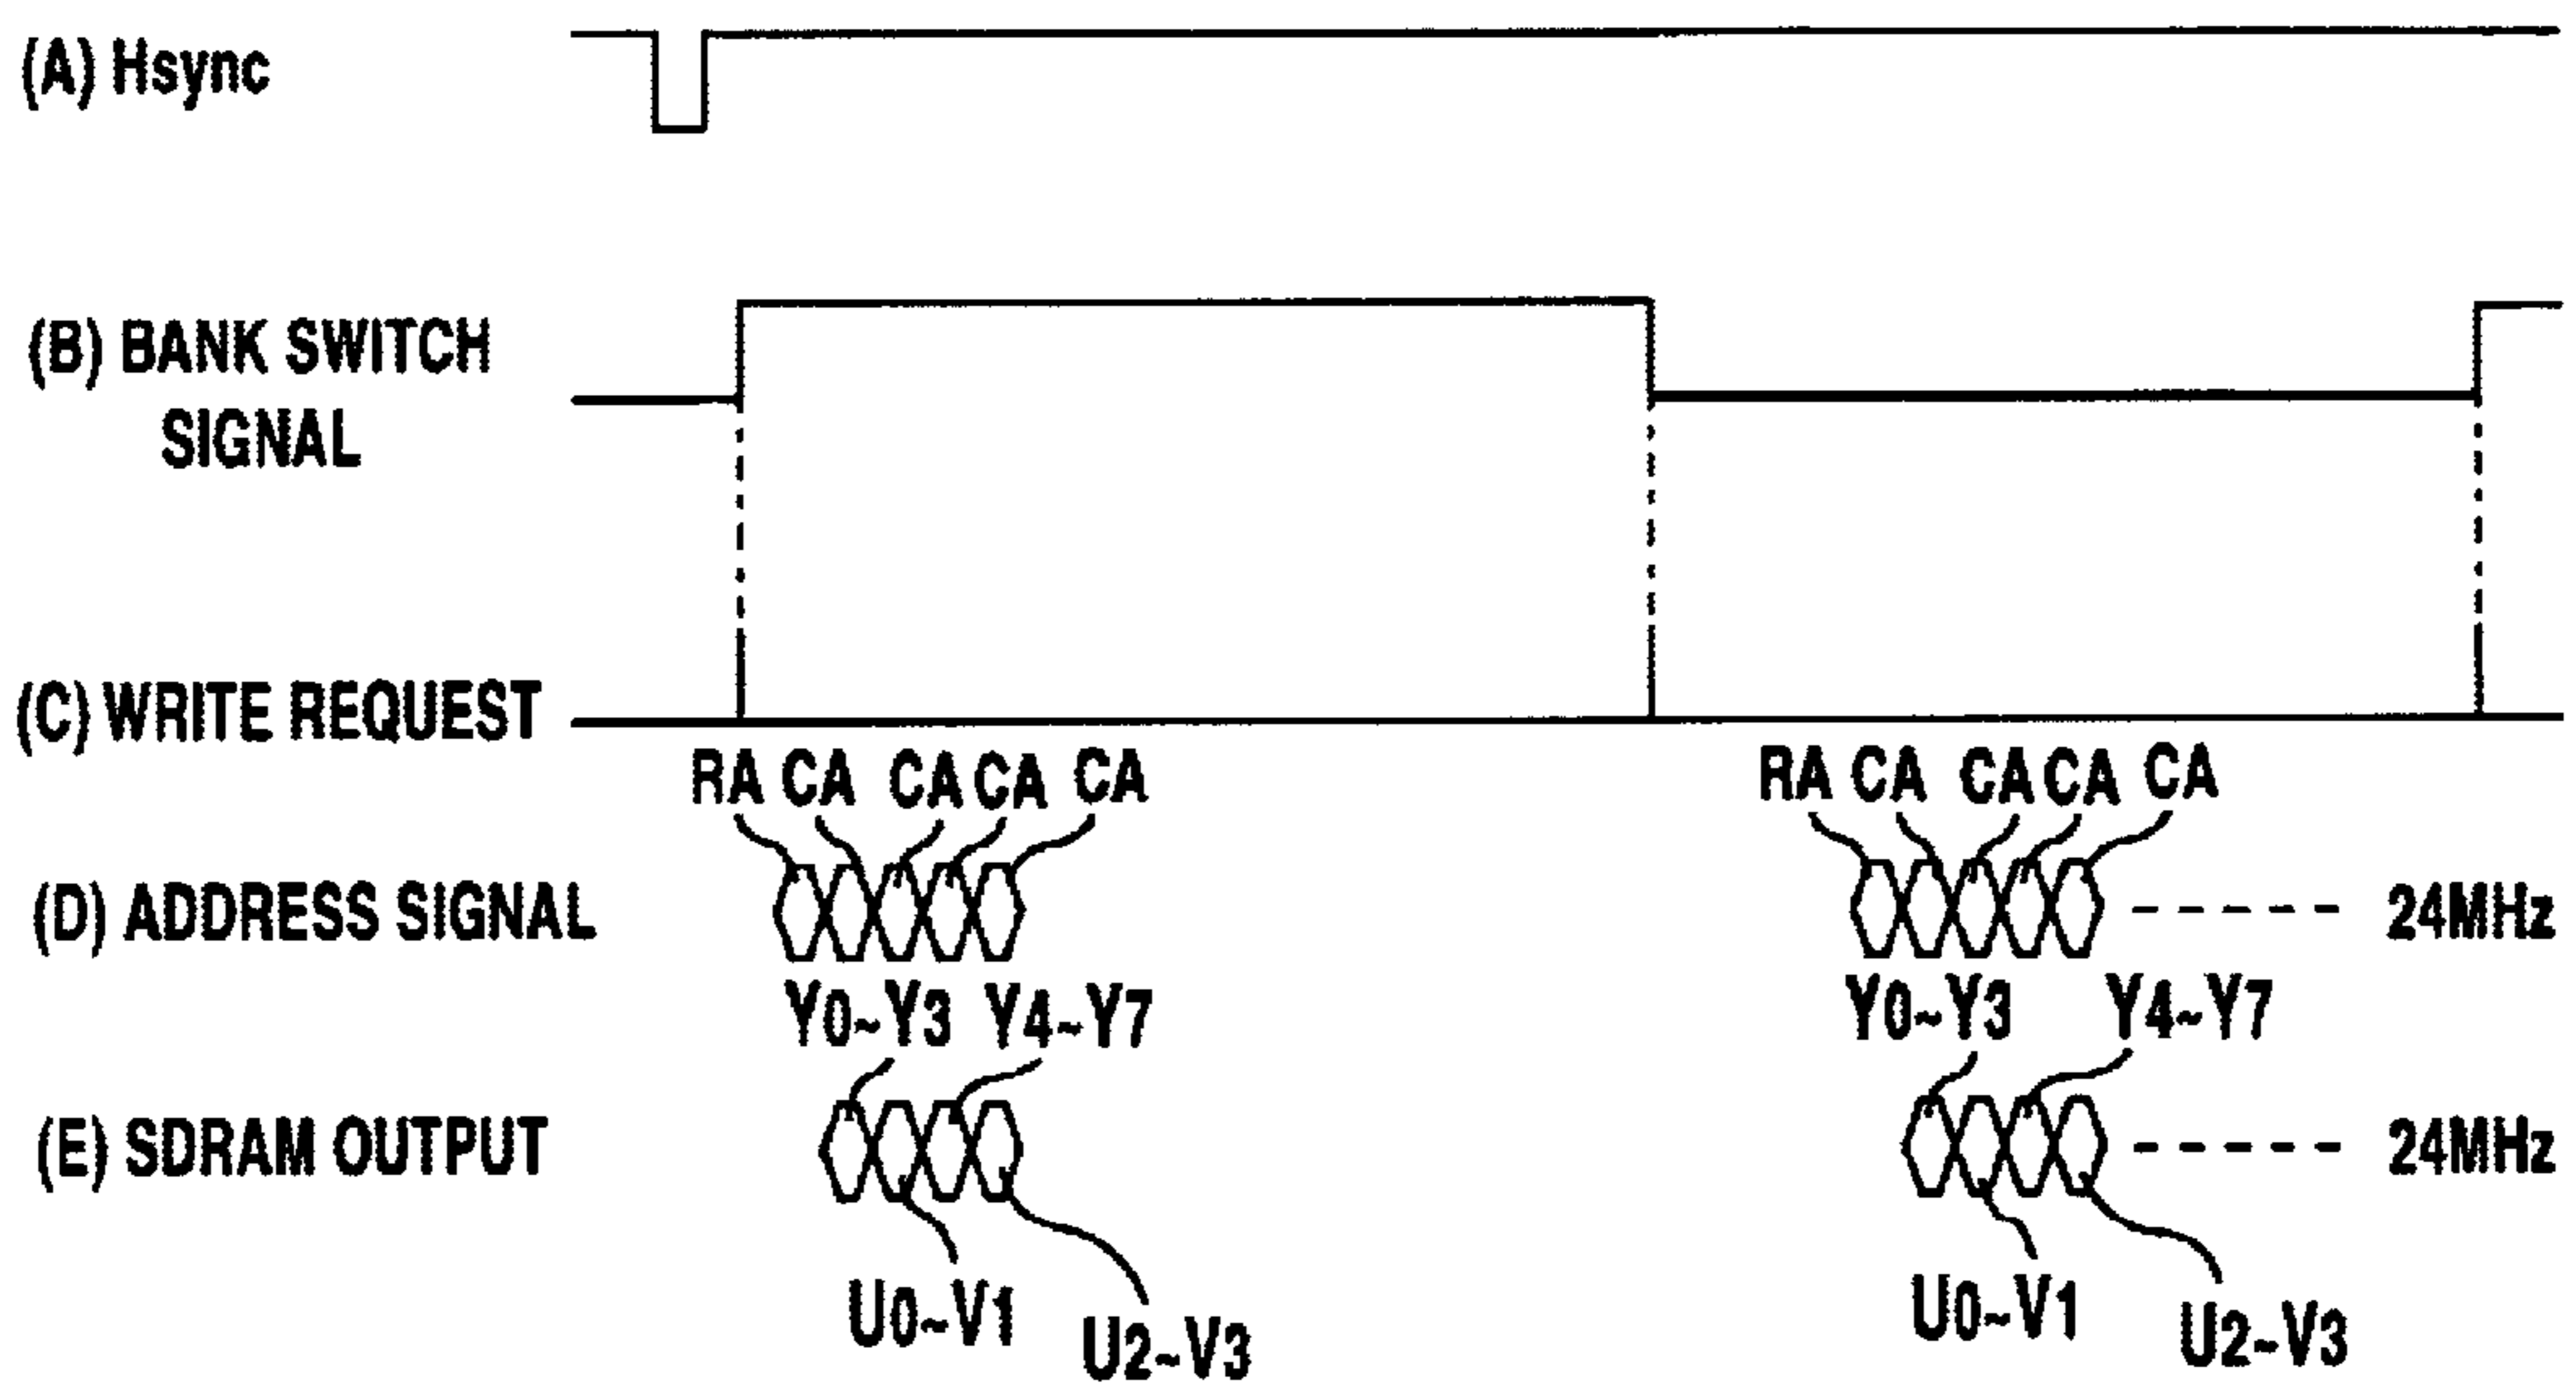 (A) Hsync
(B) BANK SWITCH
SIGNAL
(C) WRITE REQUEST
RA CA CA CA CA RA CA CA CA CA
(D) ADDRESS SIGNAL 24MHz
Y0~Y3 Y4~Y7 Y0~Y3 Y4~Y7
(E) SDRAM OUTPUT 24MHz
U0~V1 U0~V1
U2~V3 U2~V3